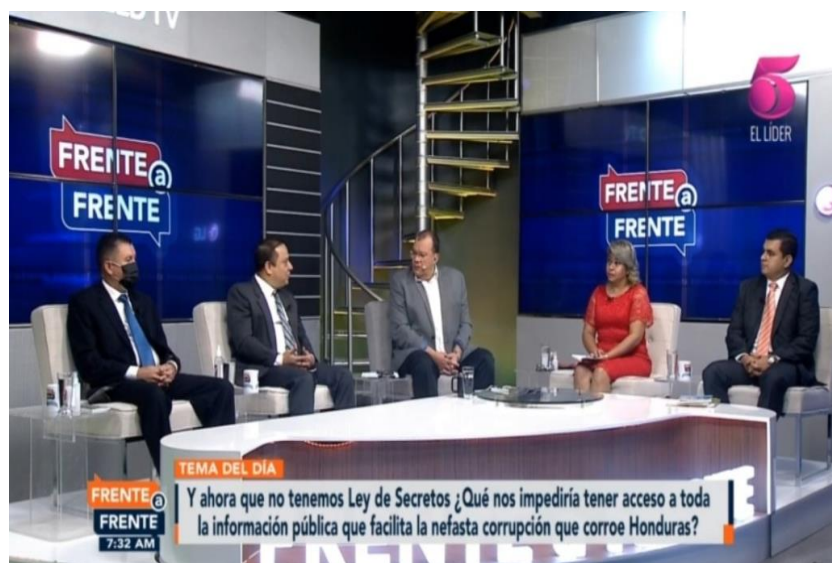 TV
FRENTE a
FRENTE
FRENTE a
FRENTE
5
EL LÍDER
TEMA DEL DÍA
FRENTE a
FRENTE
7:32 AM
Y ahora que no tenemos Ley de Secretos ¿Qué nos impediría tener acceso a toda
la información pública que facilita la nefasta corrupción que corroe Honduras?